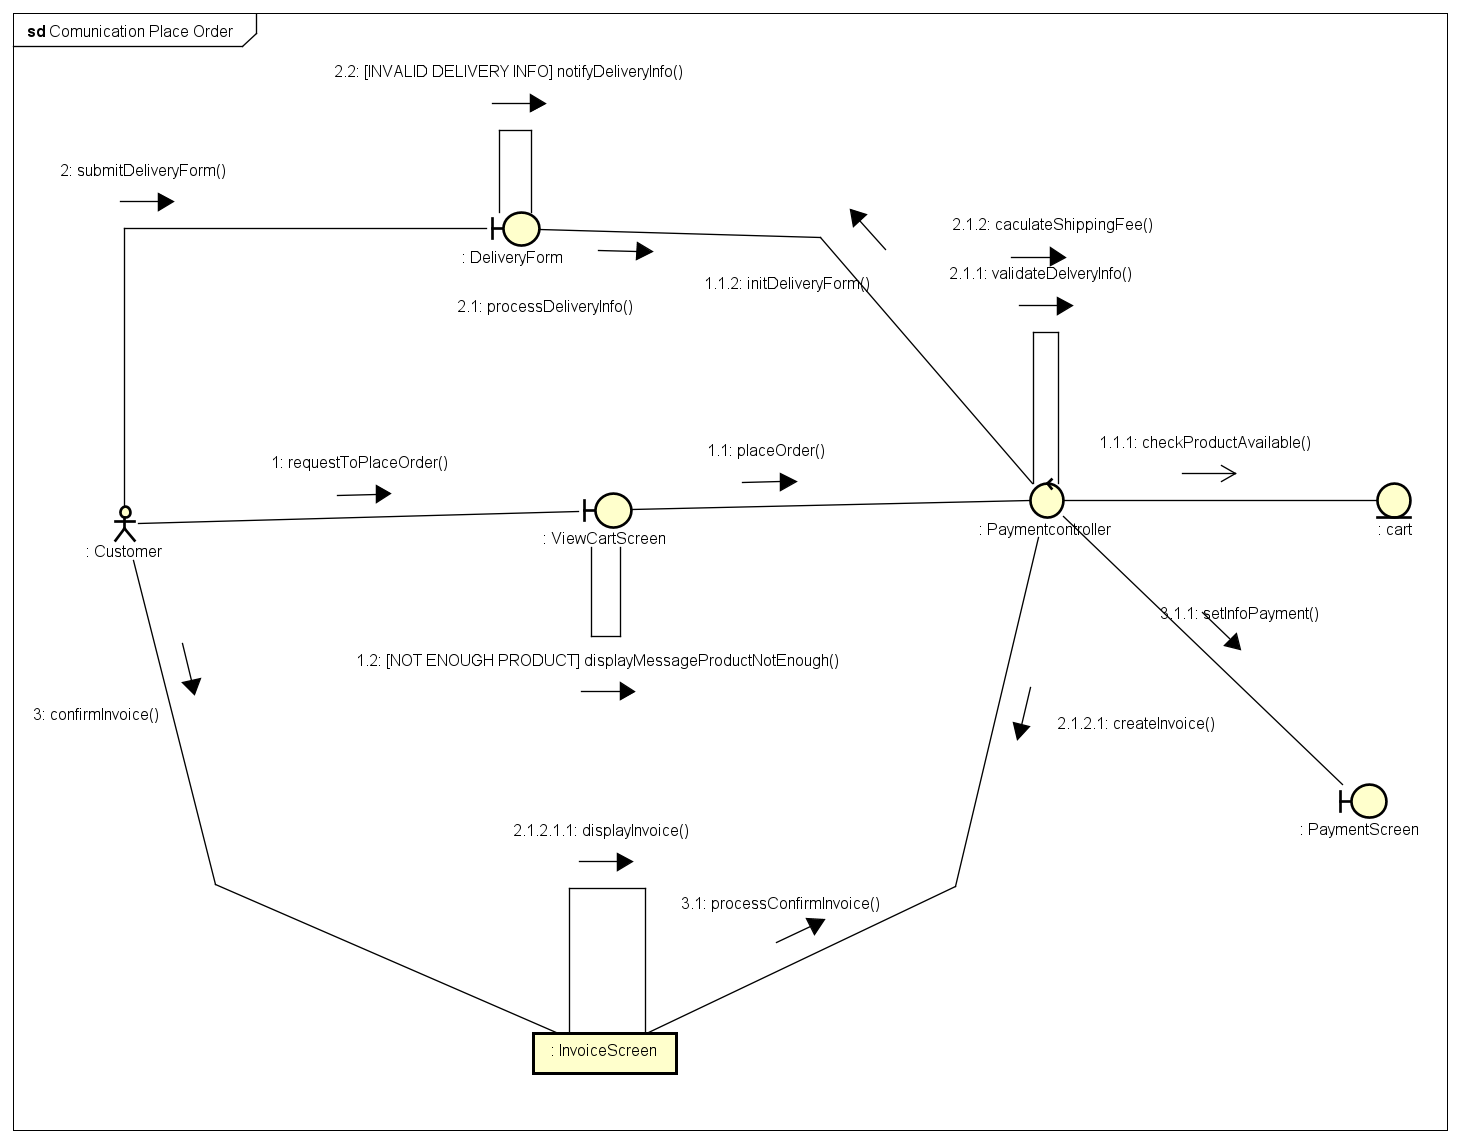 sd Comunication Place Order
2.2: [INVALID DELIVERY INFO] notifyDeliveryInfo()
2: submitDeliveryForm()
2.1.2: caculateShippingFee()
: DeliveryForm
2.1.1: validateDelveryInfo()
1.1.2: initDeliveryForm()
2.1: processDeliveryInfo()
1.1.1: checkProductAvailable()
1.1: placeOrder()
1: requestToPlaceOrder()
: Paymentcontroller
: cart
: ViewCartScreen
: Customer
3.1.1: setInfoPayment()
1.2: [NOT ENOUGH PRODUCT] displayMessageProductNotEnough()
3: confirmInvoice()
2.1.2.1: createInvoice()
2.1.2.1.1: displayInvoice()
: PaymentScreen
3.1: processConfirmInvoice()
: InvoiceScreen